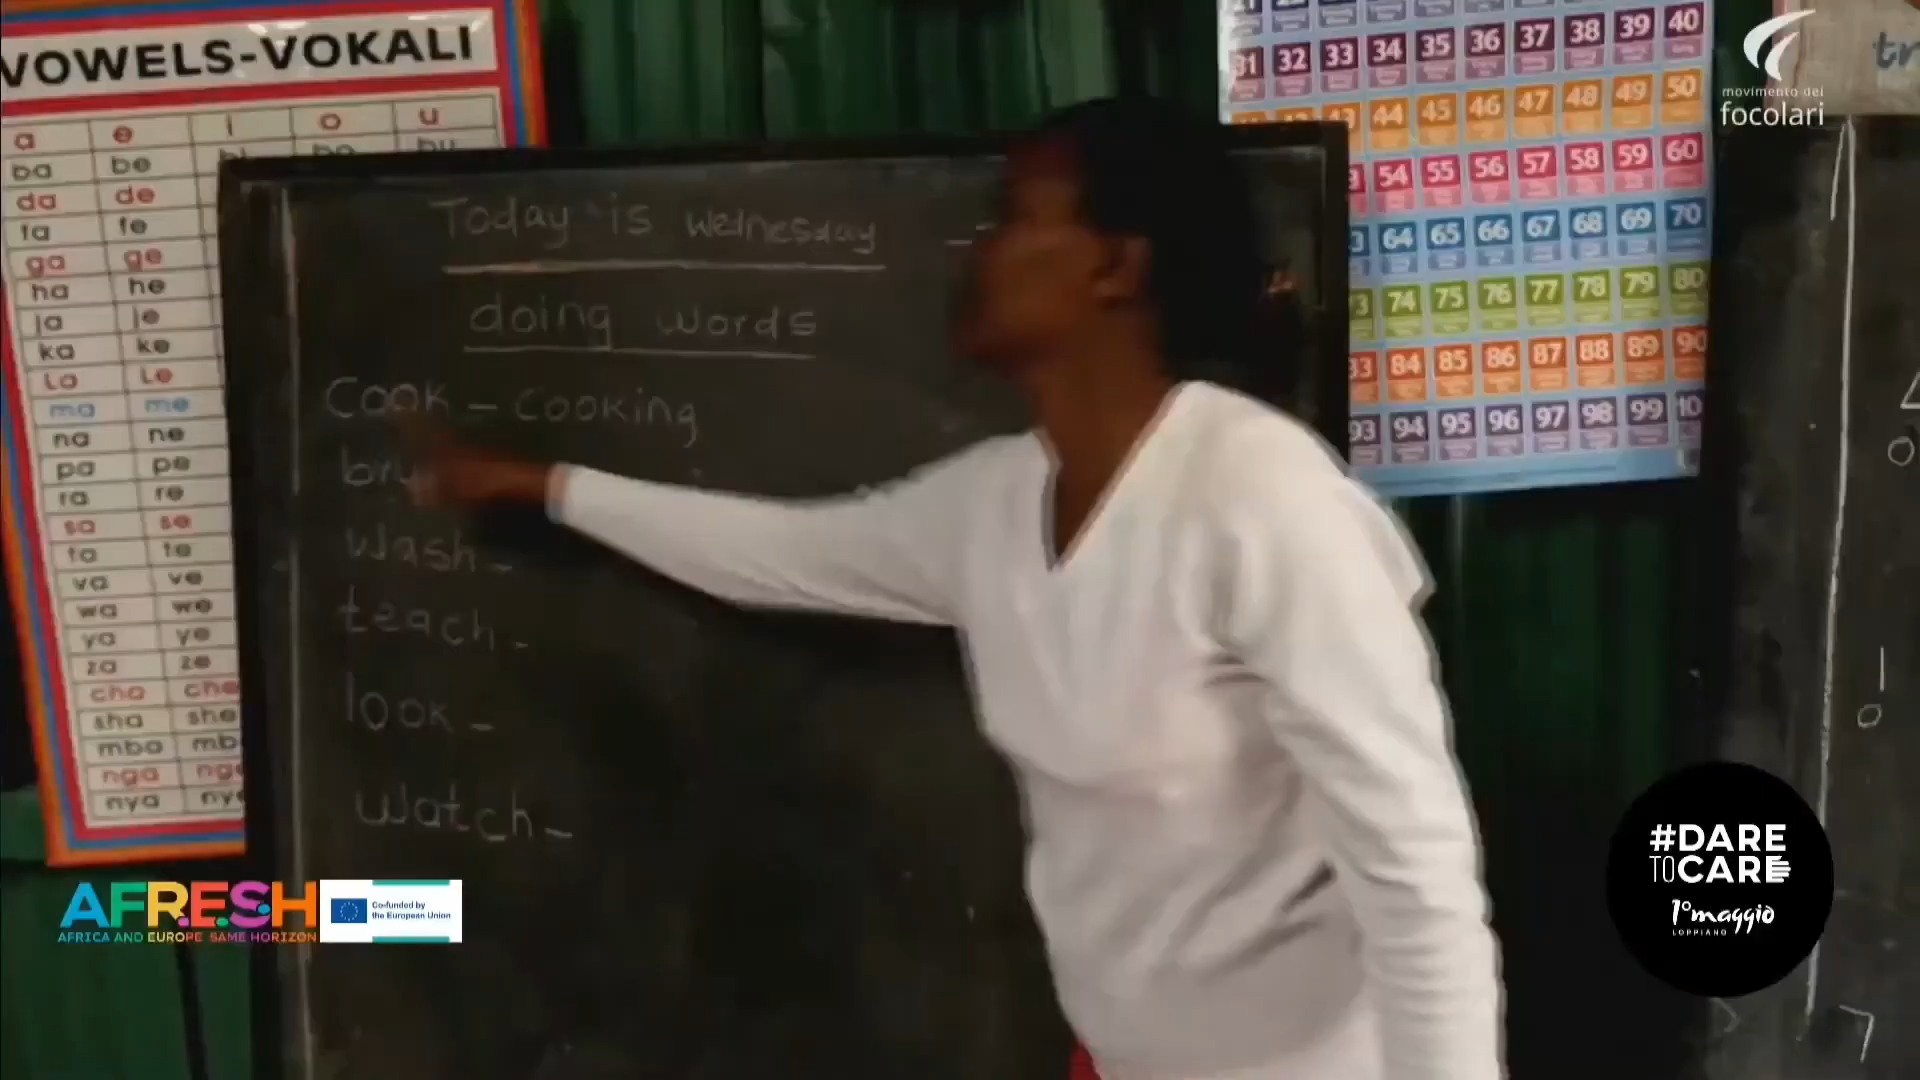 VOWELS-VOKALI
a e i o u
ba be bi bo bu
da de
fa fe
ga ge
ha he
ja je
ka ke
La Le
ma me
na ne
pa pe
ra re
sa se
ta te
va ve
wa we
ya ye
za ze
cha che
sha she
mba
nga
nya
Today is Wednesday
doing words
Cook - Cooking
wash -
teach -
look -
watch -
31 32 33 34 35 36 37 38 39 40
43 44 45 46 47 48 49 50
54 55 56 57 58 59 60
64 65 66 67 68 69 70
74 75 76 77 78 79 80
84 85 86 87 88 89 90
93 94 95 96 97 98 99
movimento dei
focolari
AFRESH
AFRICA AND EUROPE SAME HORIZON
Co-funded by
the European Union
#DARE
TO CARE
1° maggio
LOPPIANO